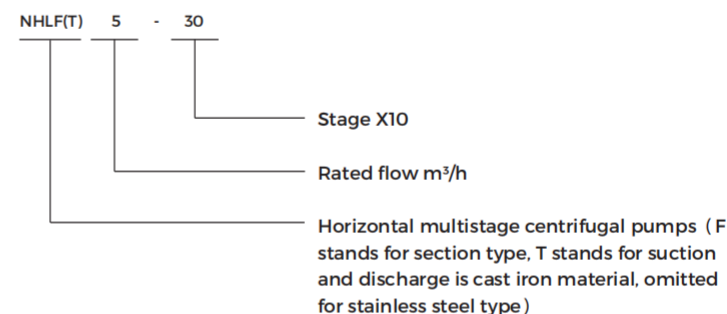 NHLF(T) 5 - 30
Stage X10
Rated flow m³/h
Horizontal multistage centrifugal pumps (F
stands for section type, T stands for suction
and discharge is cast iron material, omitted
for stainless steel type)